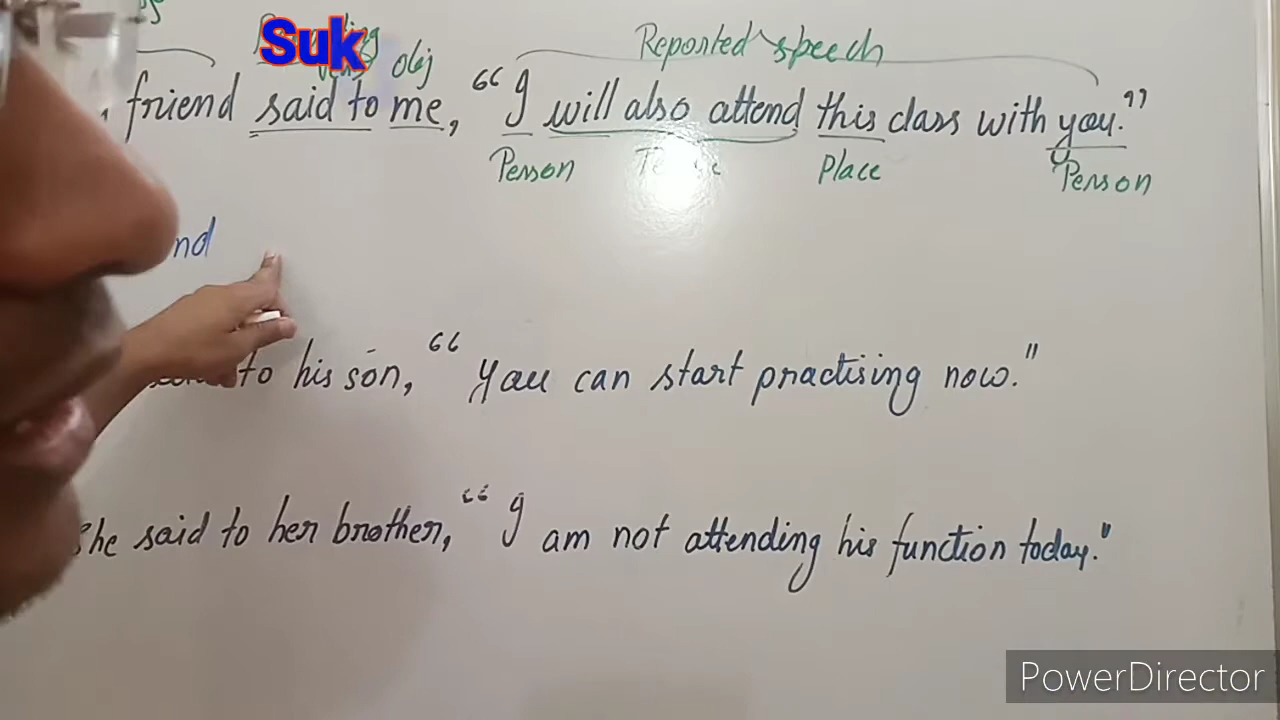 Suk obj Reported speech
friend said to me, "I will also attend this class with you."
Person Place Person
nd
to his son, "You can start practising now."
She said to her brother, "I am not attending his function today."
PowerDirector